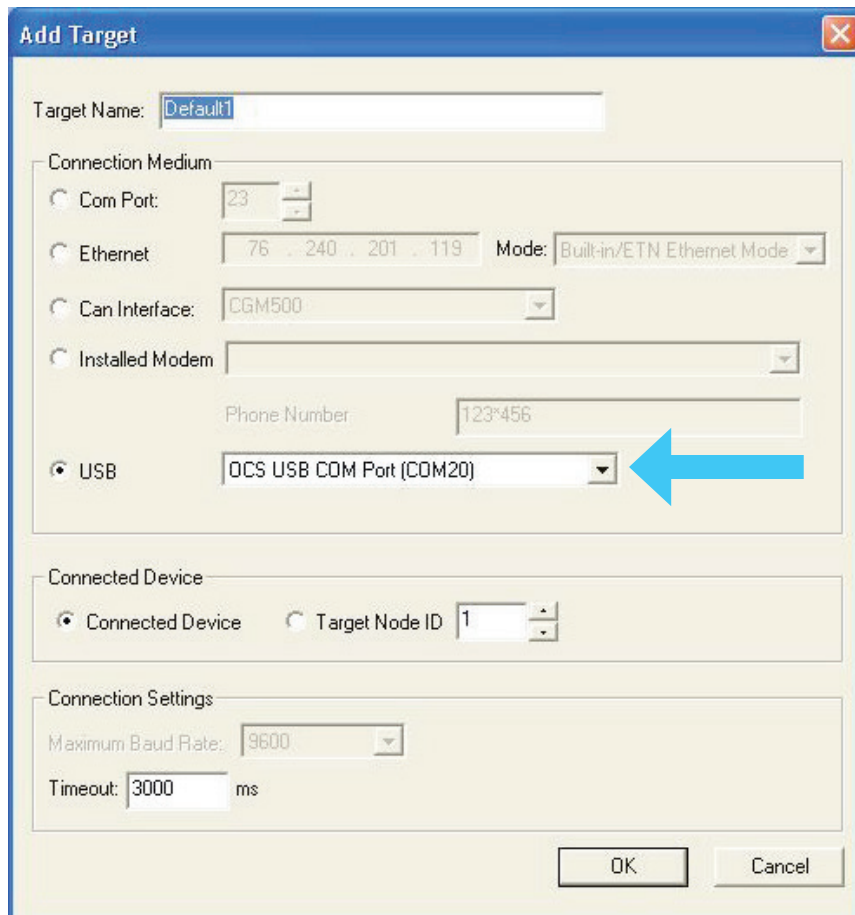 Add Target
Target Name: Default1
Connection Medium
Com Port: 23
Ethernet 76 . 240 . 201 . 119 Mode: Built-in/ETN Ethernet Mode
Can Interface: CGM500
Installed Modem
Phone Number 123*456
USB OCS USB COM Port (COM20)
Connected Device
Connected Device Target Node ID 1
Connection Settings
Maximum Baud Rate: 9600
Timeout: 3000 ms
OK Cancel